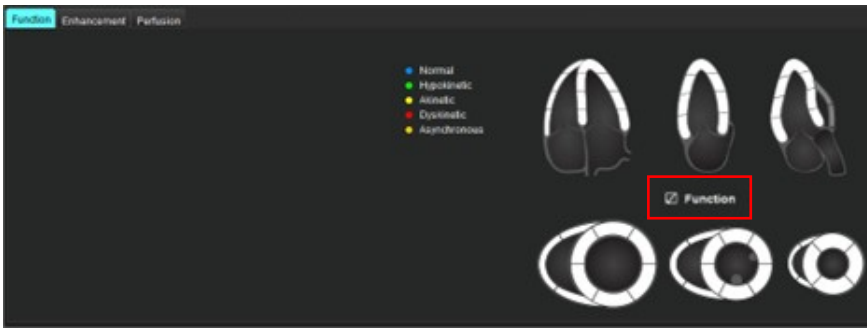 Function Enhancement Perfusion
Normal
Hypokinetic
Akinetic
Dyskinetic
Asynchronous
Function